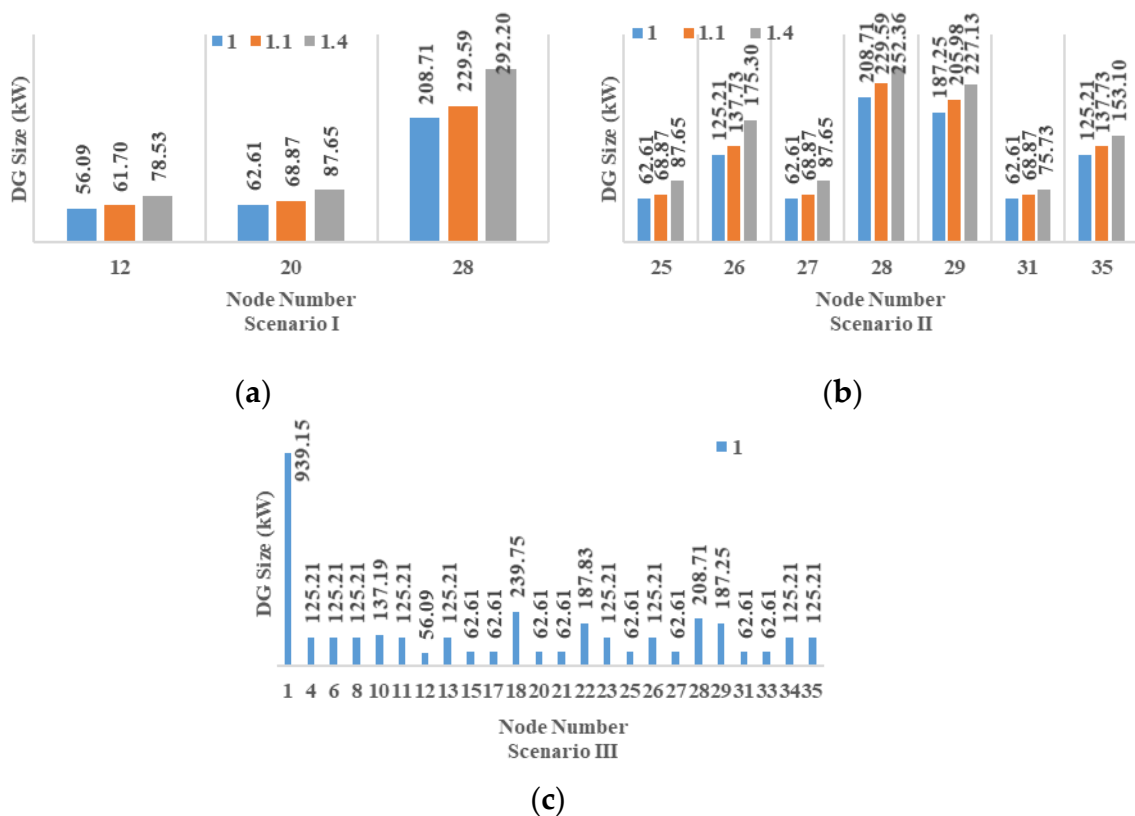 1 1.1 1.4
DG Size (kW)
56.09 61.70 78.53 62.61 68.87 87.65 208.71 229.59 292.20
12 20 28
Node Number
Scenario I
(a)
1 1.1 1.4
DG Size (kW)
62.61 68.87 87.65 125.21 137.73 175.30 62.61 68.87 87.65 208.71 229.59 252.36 187.25 205.98 227.13 62.61 68.87 75.73 125.21 137.73 153.10
25 26 27 28 29 31 35
Node Number
Scenario II
(b)
1
DG Size (kW)
939.15 125.21 125.21 125.21 137.19 125.21 56.09 125.21 62.61 62.61 239.75 62.61 62.61 187.83 125.21 62.61 125.21 62.61 208.71 187.25 62.61 62.61 125.21 125.21
1 4 6 8 10 11 12 13 15 17 18 20 21 22 23 25 26 27 28 29 31 33 34 35
Node Number
Scenario III
(c)